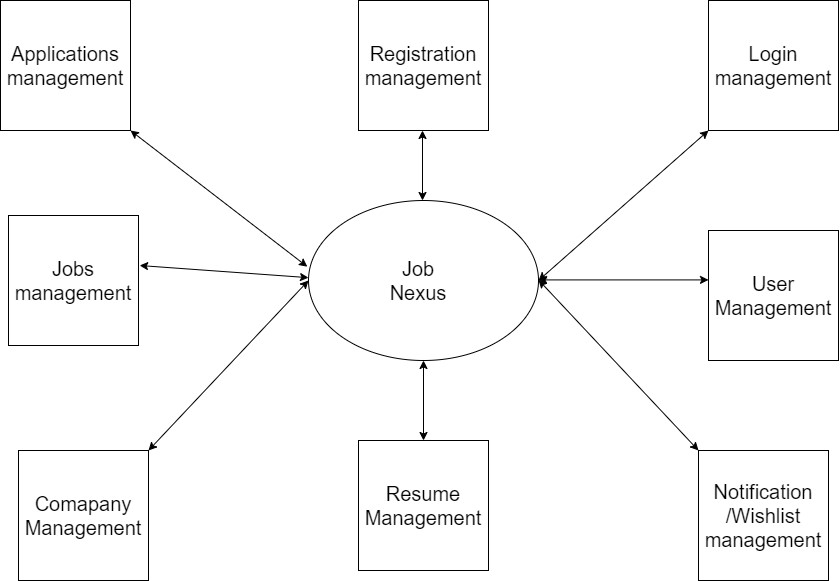 Applications
management
Registration
management
Login
management
Jobs
management
Job
Nexus
User
Management
Comapany
Management
Resume
Management
Notification
/Wishlist
management